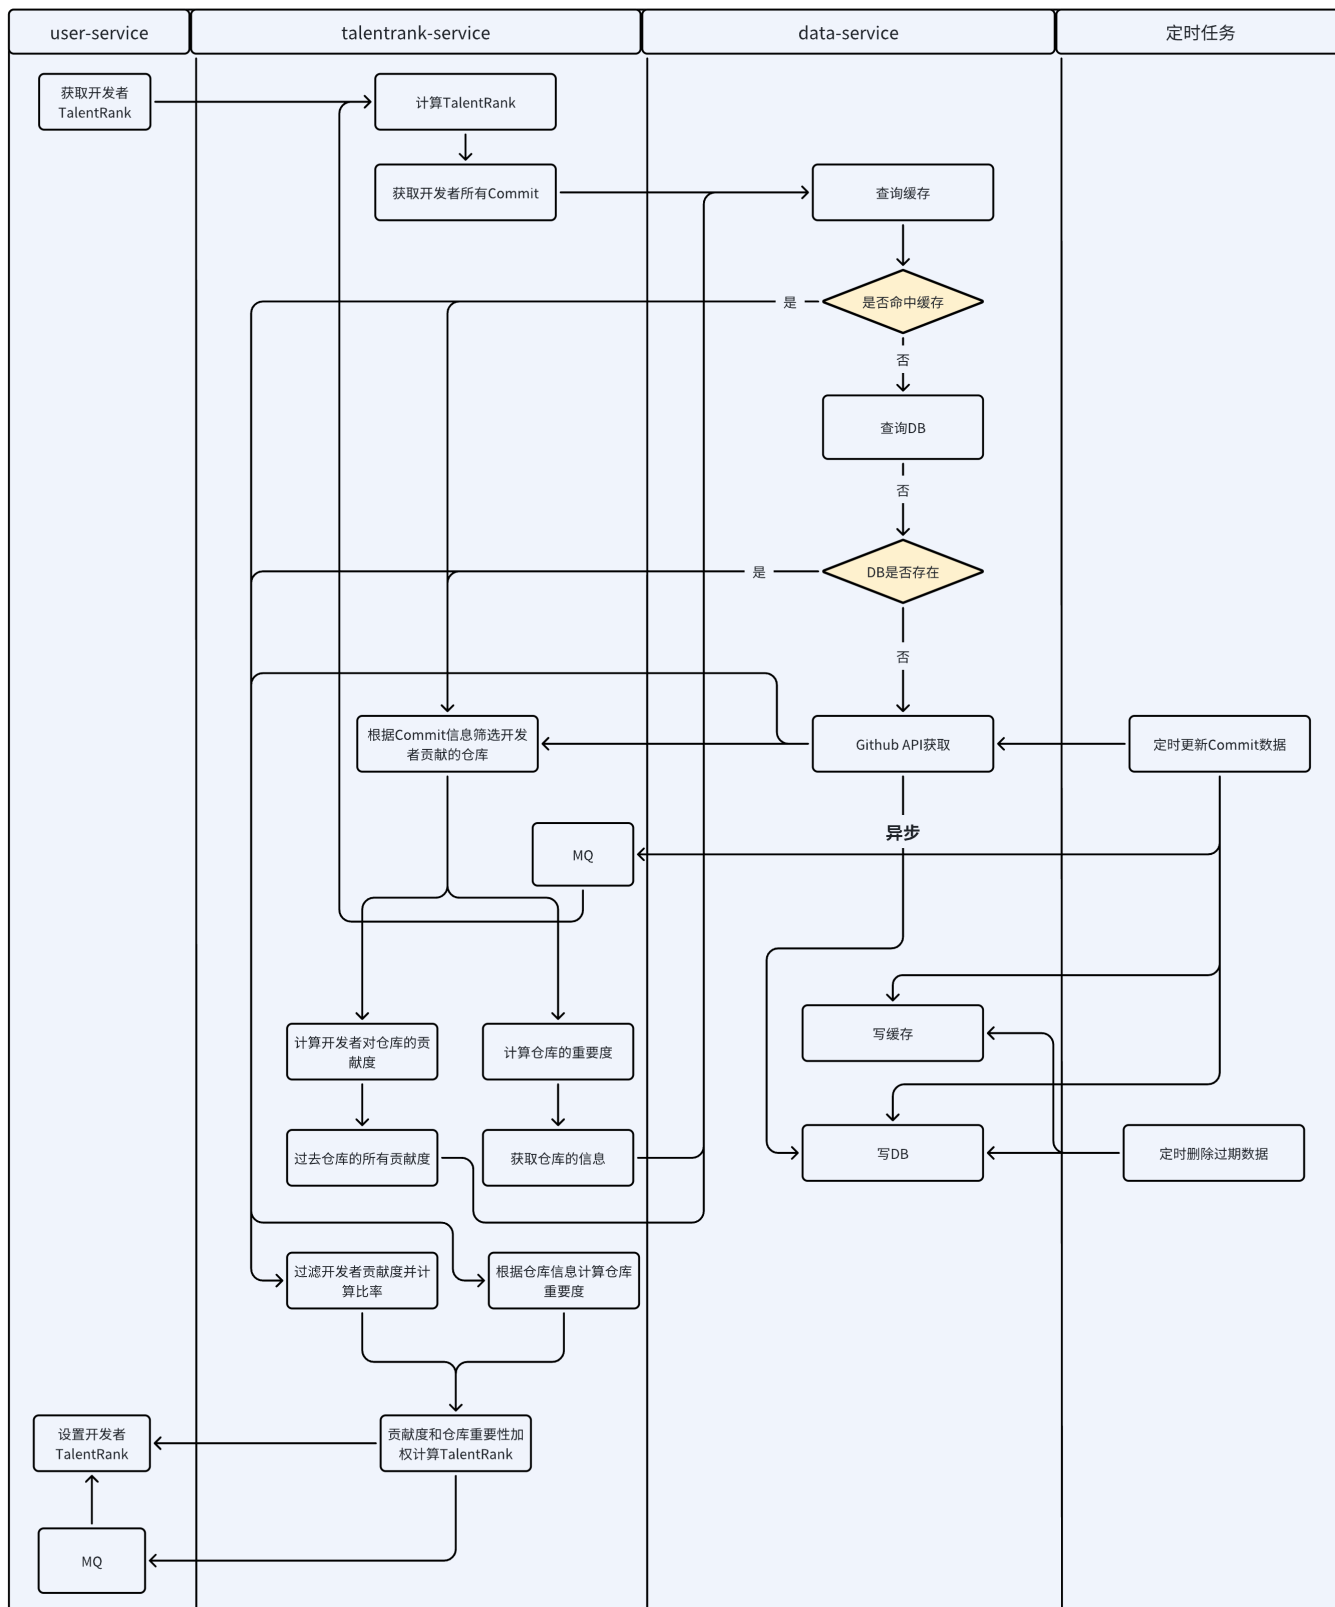 user-service
talentrank-service
data-service
定时任务
获取开发者
TalentRank
计算TalentRank
获取开发者所有Commit
查询缓存
是
是否命中缓存
否
查询DB
否
是
DB是否存在
否
根据Commit信息筛选开发
者贡献的仓库
Github API获取
定时更新Commit数据
异步
MQ
写缓存
计算开发者对仓库的贡
献度
计算仓库的重要度
过去仓库的所有贡献度
获取仓库的信息
写DB
定时删除过期数据
过滤开发者贡献度并计
算比率
根据仓库信息计算仓库
重要度
设置开发者
TalentRank
贡献度和仓库重要性加
权计算TalentRank
MQ